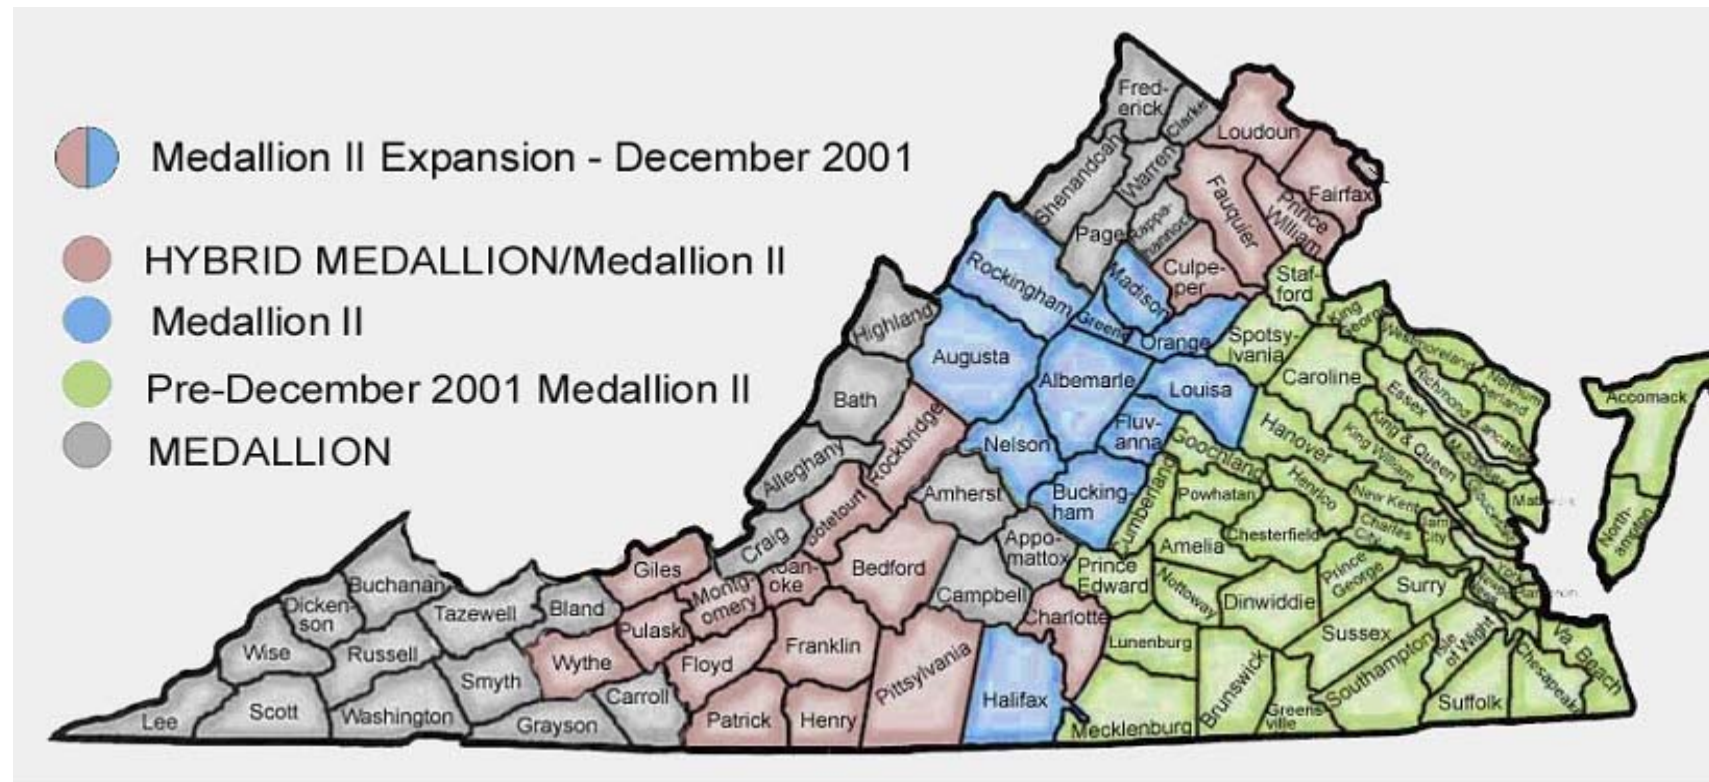 Medallion II Expansion - December 2001
HYBRID MEDALLION/Medallion II
Medallion II
Pre-December 2001 Medallion II
MEDALLION
Fred-
erick
Clarke
Loudoun
Shenandoah
Warren
Fairfax
Fauquier
Prince
William
Page
Rappa-
hannock
Culpe-
per
Staf-
ford
Rockingham
Madison
Greene
Orange
King
George
Westmoreland
Spotsy-
lvania
Highland
Augusta
Albemarle
Louisa
Caroline
Essex
Richmond
Northum
berland
Accomack
Bath
Rockbridge
Nelson
Fluv-
anna
Goochland
Hanover
King William
King & Queen
Lancaster
Middlesex
Alleghany
Botetourt
Amherst
Bucking-
ham
Cumberland
Powhatan
Henrico
New Kent
Gloucester
North-
ampton
Craig
Appo-
mattox
Amelia
Chesterfield
Charles
City
James
City
York
Giles
Montg-
omery
Roan-
oke
Bedford
Campbell
Prince
Edward
Nottoway
Dinwiddie
Prince
George
Surry
Buchanan
Dicken-
son
Tazewell
Bland
Pulaski
Charlotte
Lunenburg
Sussex
Isle
of Wight
Va
Beach
Wise
Russell
Smyth
Wythe
Floyd
Franklin
Pittsylvania
Halifax
Mecklenburg
Brunswick
Greens-
ville
Southampton
Suffolk
Chesapeake
Lee
Scott
Washington
Grayson
Carroll
Patrick
Henry